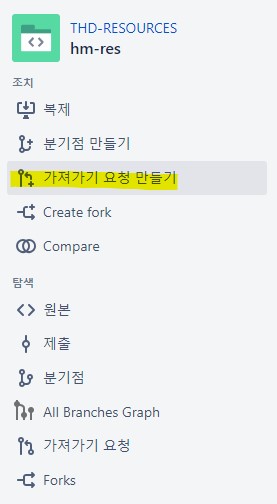 THD-RESOURCES
hm-res
조치
복제
분기점 만들기
가져가기 요청 만들기
Create fork
Compare
탐색
원본
제출
분기점
All Branches Graph
가져가기 요청
Forks